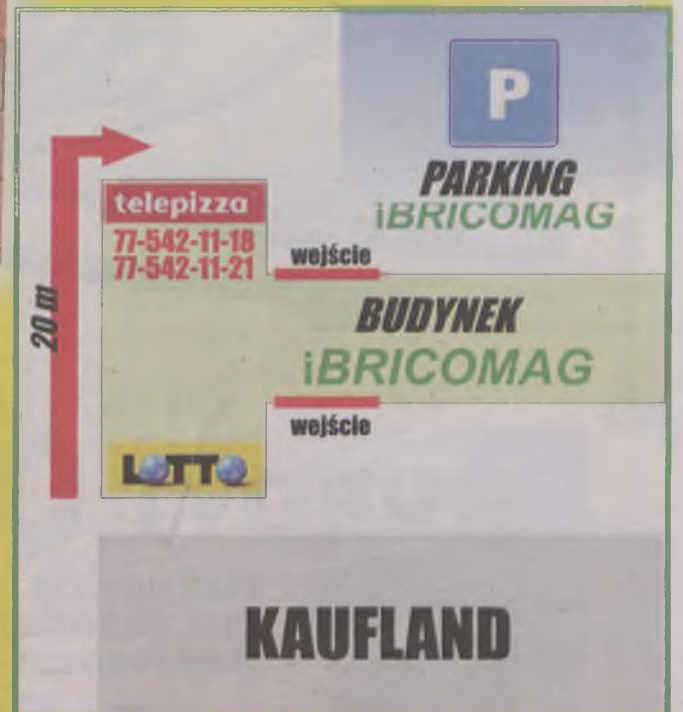 P
PARKING
iBRICOMAG
telepizza
77-542-11-18
77-542-11-21
wejście
20 m
BUDYNEK
iBRICOMAG
wejście
LOTTO
KAUFLAND